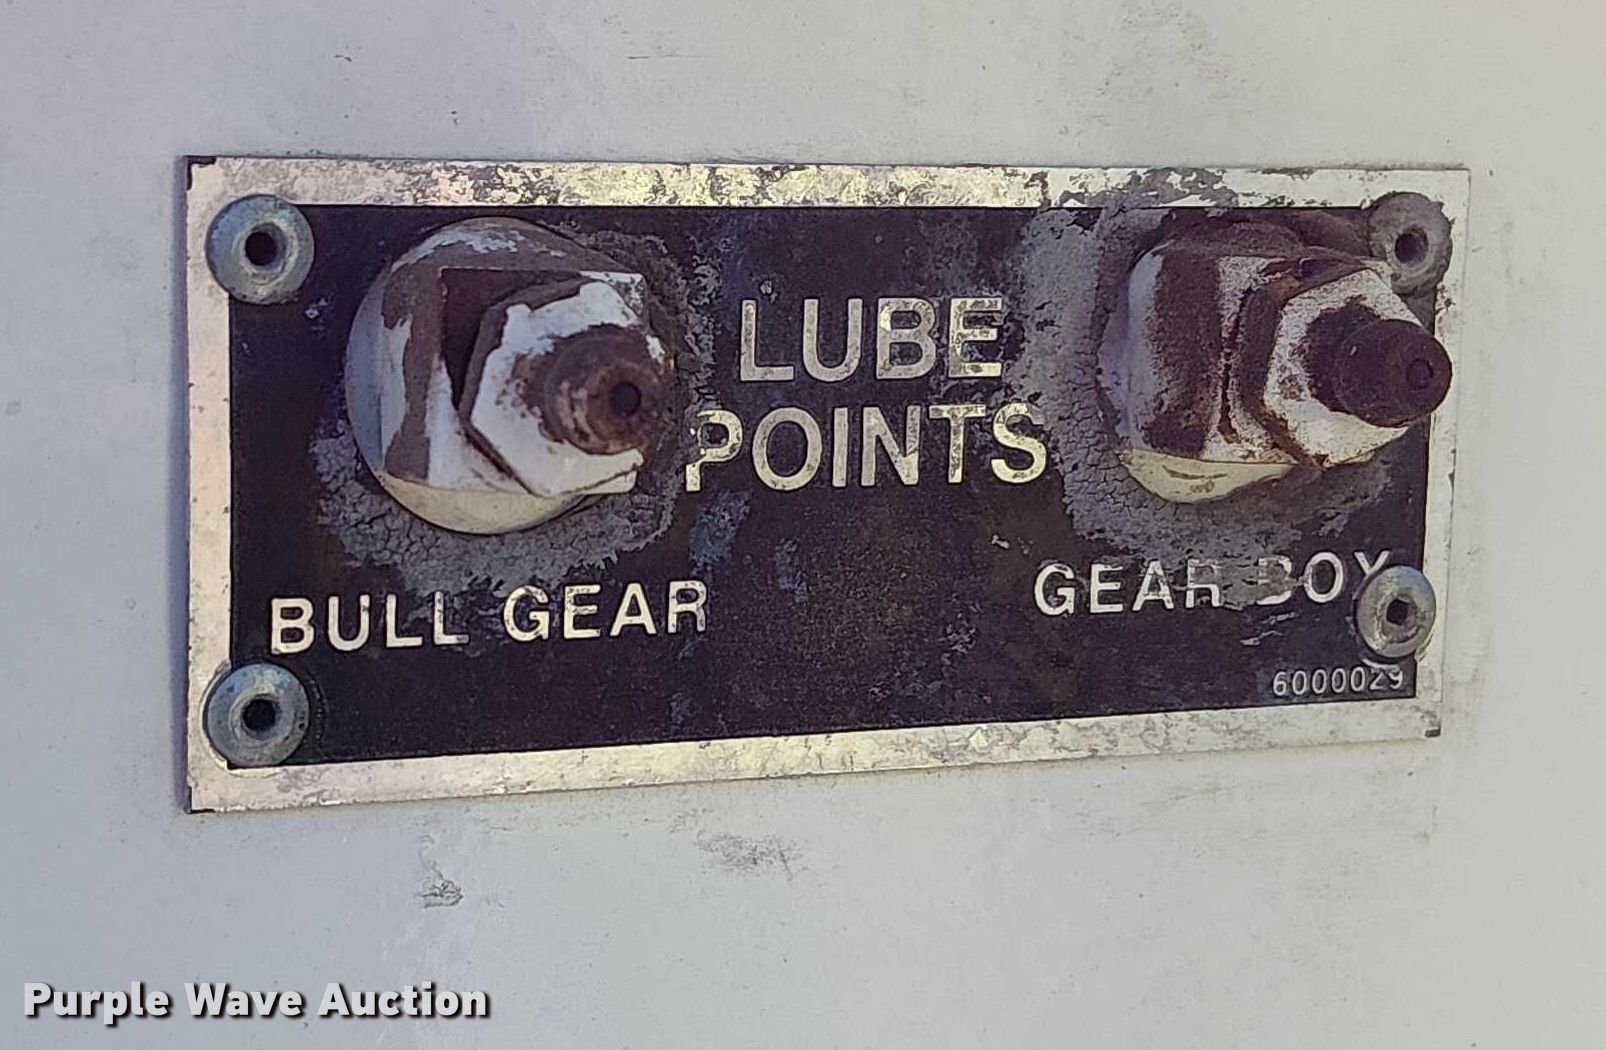 LUBE
POINTS
BULL GEAR
GEAR BOX
6000029
Purple Wave Auction